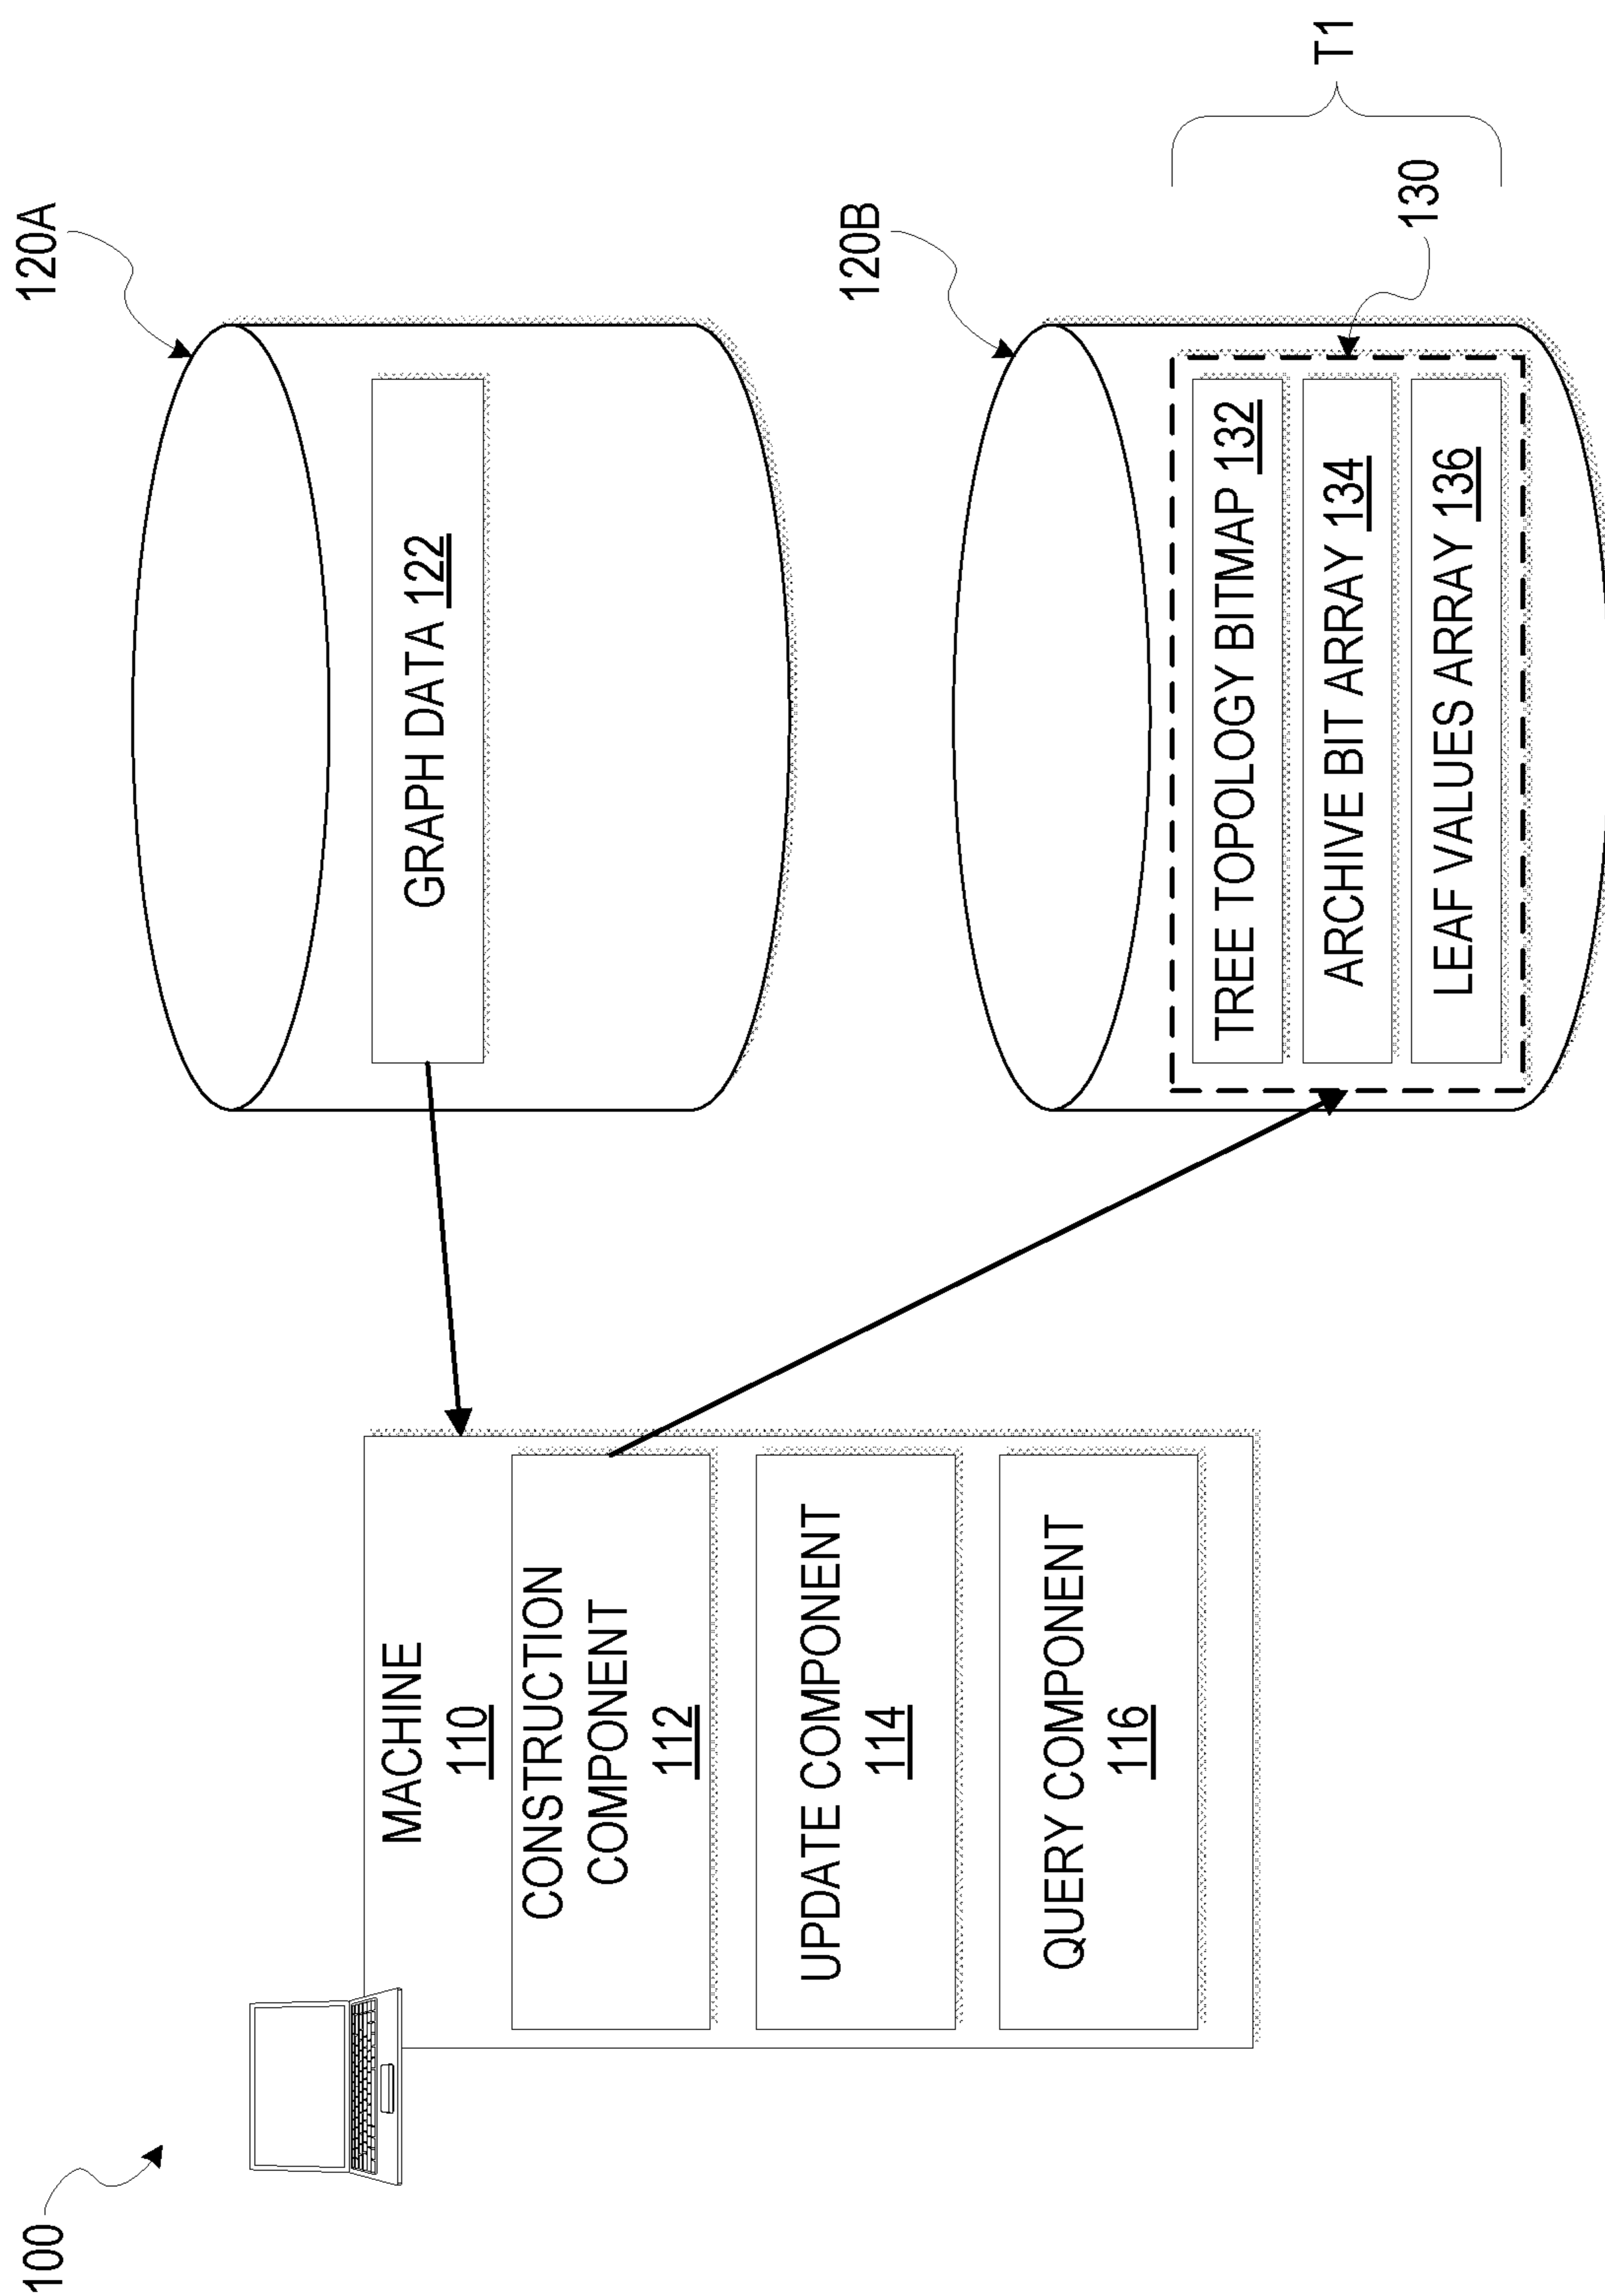 100
MACHINE
110
CONSTRUCTION
COMPONENT
112
UPDATE COMPONENT
114
QUERY COMPONENT
116
120A
GRAPH DATA 122
120B
TREE TOPOLOGY BITMAP 132
ARCHIVE BIT ARRAY 134
LEAF VALUES ARRAY 136
130
T1